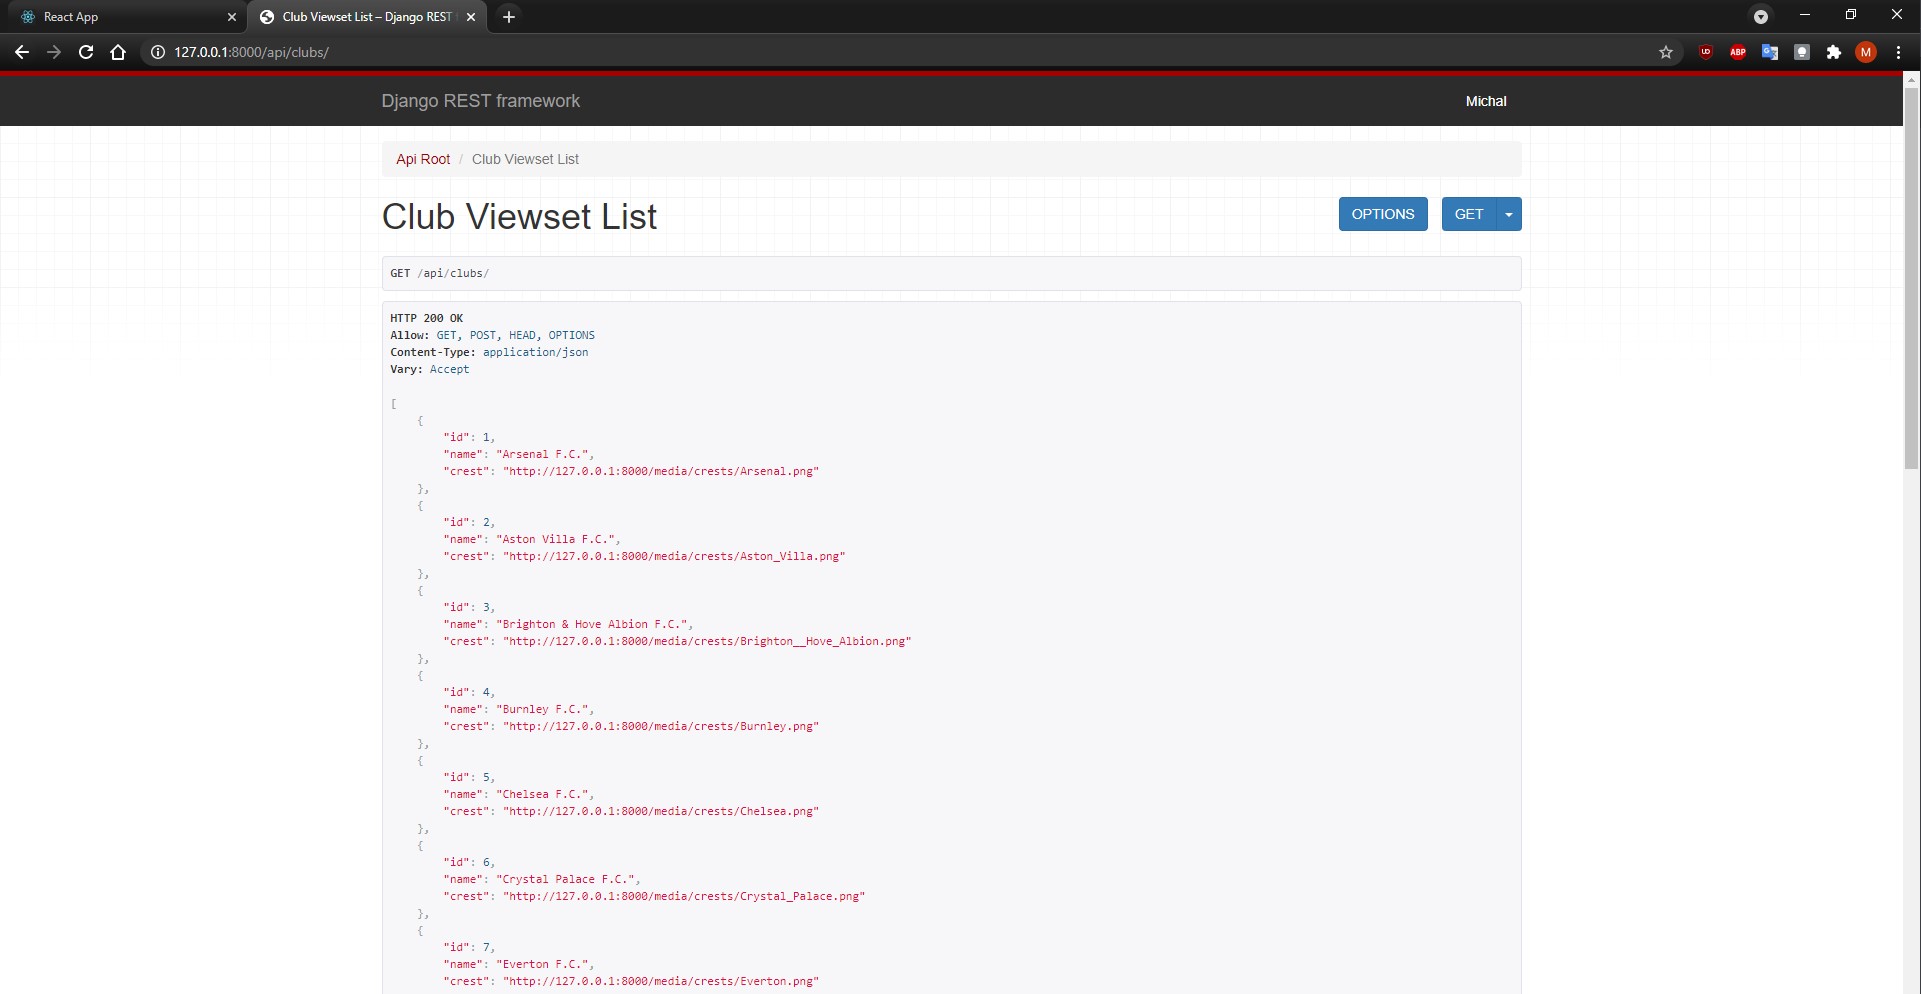 React App
Club Viewset List – Django REST
127.0.0.1:8000/api/clubs/
UD
ABP
M
Django REST framework
Michal
Api Root / Club Viewset List
Club Viewset List
OPTIONS
GET
GET /api/clubs/
HTTP 200 OK
Allow: GET, POST, HEAD, OPTIONS
Content-Type: application/json
Vary: Accept
[
{
"id": 1,
"name": "Arsenal F.C.",
"crest": "http://127.0.0.1:8000/media/crests/Arsenal.png"
},
{
"id": 2,
"name": "Aston Villa F.C.",
"crest": "http://127.0.0.1:8000/media/crests/Aston_Villa.png"
},
{
"id": 3,
"name": "Brighton & Hove Albion F.C.",
"crest": "http://127.0.0.1:8000/media/crests/Brighton__Hove_Albion.png"
},
{
"id": 4,
"name": "Burnley F.C.",
"crest": "http://127.0.0.1:8000/media/crests/Burnley.png"
},
{
"id": 5,
"name": "Chelsea F.C.",
"crest": "http://127.0.0.1:8000/media/crests/Chelsea.png"
},
{
"id": 6,
"name": "Crystal Palace F.C.",
"crest": "http://127.0.0.1:8000/media/crests/Crystal_Palace.png"
},
{
"id": 7,
"name": "Everton F.C.",
"crest": "http://127.0.0.1:8000/media/crests/Everton.png"